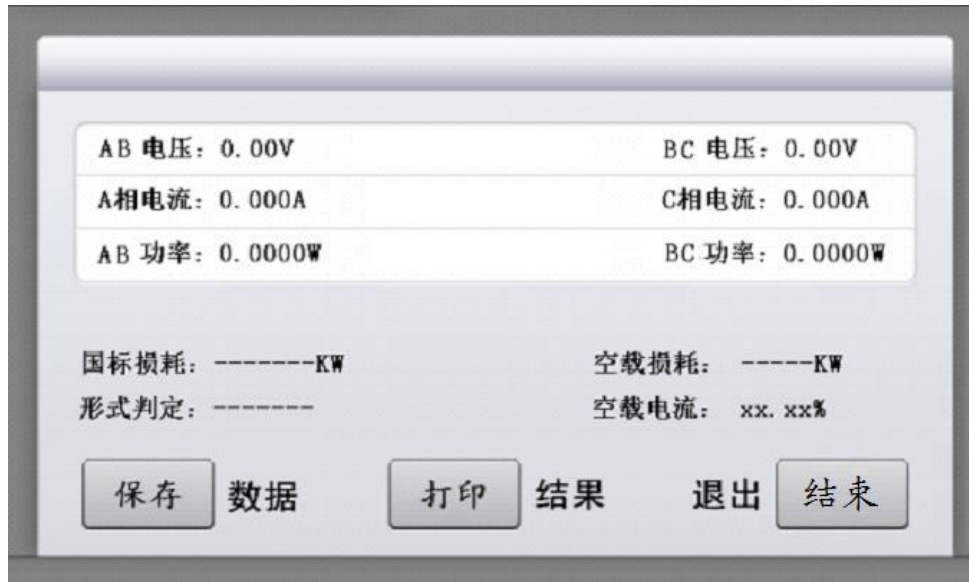 AB 电压: 0.00V BC 电压: 0.00V
A相电流: 0.000A C相电流: 0.000A
AB 功率: 0.0000W BC 功率: 0.0000W
国标损耗: -------KW 空载损耗: -----KW
形式判定: ------- 空载电流: xx.xx%
保存 数据 打印 结果 退出 结束